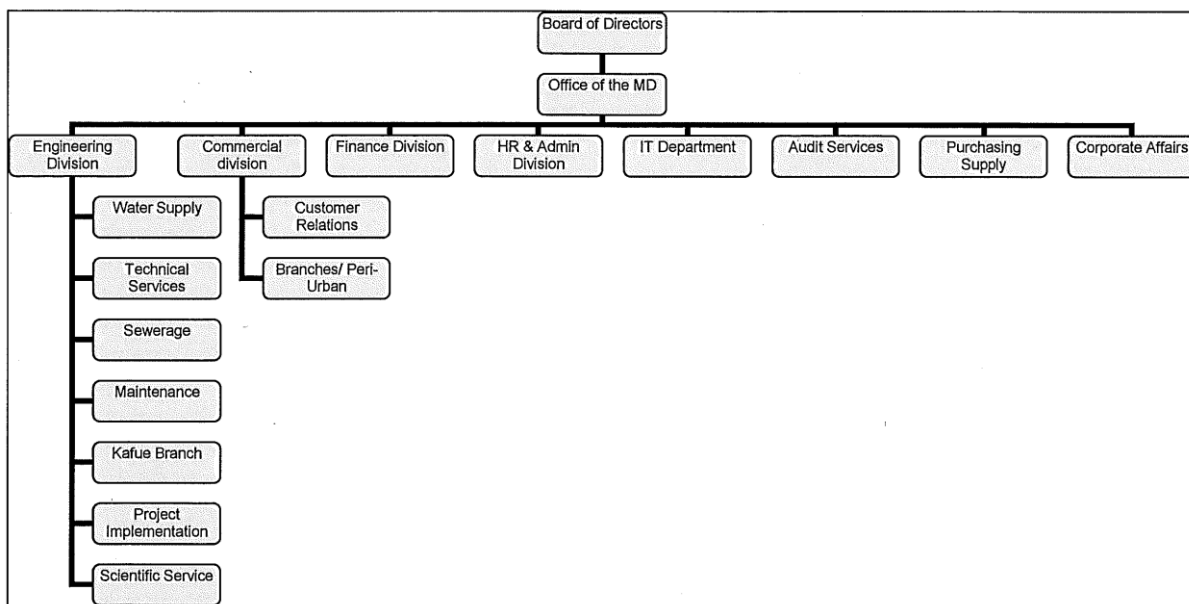 Board of Directors
Office of the MD
Engineering
Division
Commercial
division
Finance Division
HR & Admin
Division
IT Department
Audit Services
Purchasing
Supply
Corporate Affairs
Water Supply
Technical
Services
Sewerage
Maintenance
Kafue Branch
Project
Implementation
Scientific Service
Customer
Relations
Branches/ Peri-
Urban